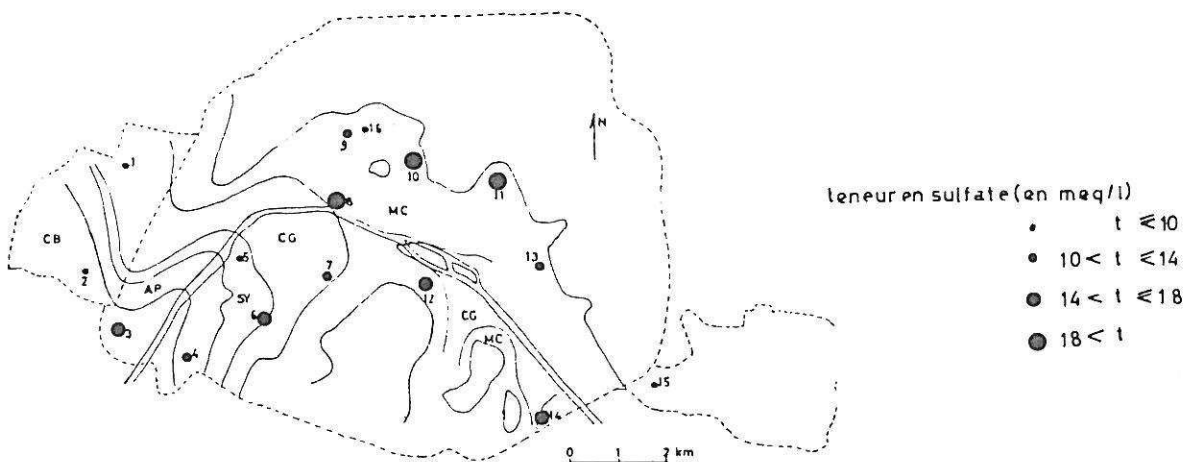 N
16
9
10
1
11
8
MC
CB
CG
5
13
2
7
AP
12
SY
3
6
CG
MC
4
15
14
0 1 2 km
teneur en sulfate (en meq/l)
t ⩽10
10 < t ⩽14
14 < t ⩽18
18 < t